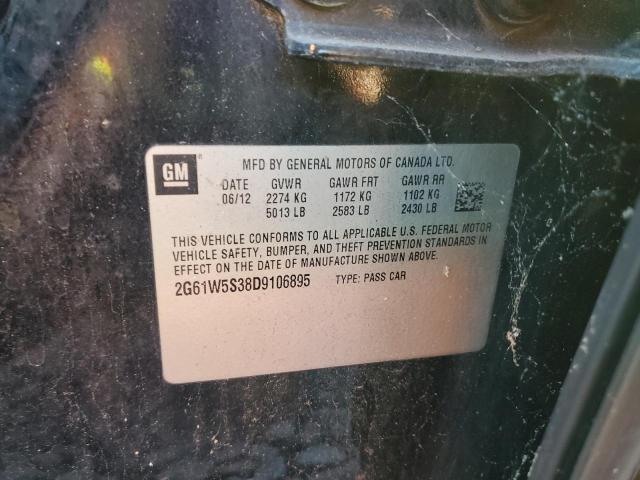 GM
MFD BY GENERAL MOTORS OF CANADA LTD.
DATE GVWR GAWR FRT GAWR RR
06/12 2274 KG 1172 KG 1102 KG
5013 LB 2583 LB 2430 LB
THIS VEHICLE CONFORMS TO ALL APPLICABLE U.S. FEDERAL MOTOR
VEHICLE SAFETY, BUMPER, AND THEFT PREVENTION STANDARDS IN
EFFECT ON THE DATE OF MANUFACTURE SHOWN ABOVE.
2G61W5S38D9106895 TYPE: PASS CAR